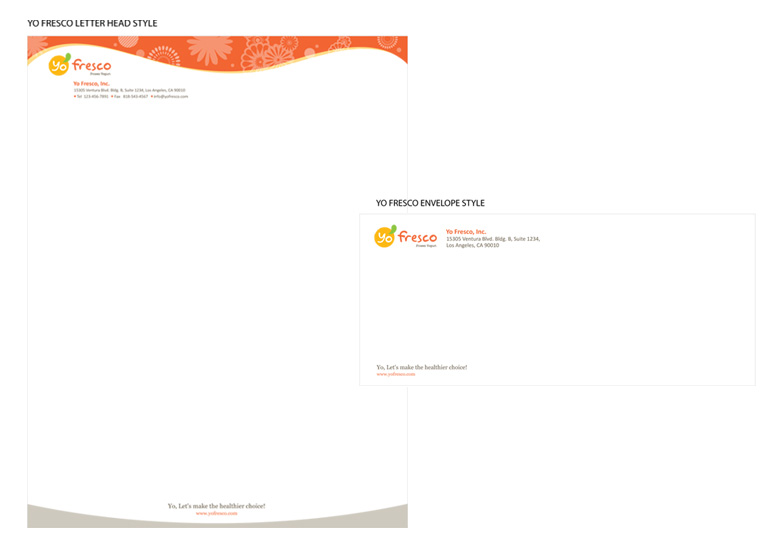 YO FRESCO LETTER HEAD STYLE
yo fresco
Frozen Yogurt
Yo Fresco, Inc.
15305 Ventura Blvd. Bldg. B, Suite 1234, Los Angeles, CA 90010
Tel 123-456-7891 Fax 818-345-4567 info@yofresco.com
Yo, Let's make the healthier choice!
www.yofresco.com
YO FRESCO ENVELOPE STYLE
yo fresco
Frozen Yogurt
Yo Fresco, Inc.
15305 Ventura Blvd. Bldg. B, Suite 1234,
Los Angeles, CA 90010
Yo, Let's make the healthier choice!
www.yofresco.com